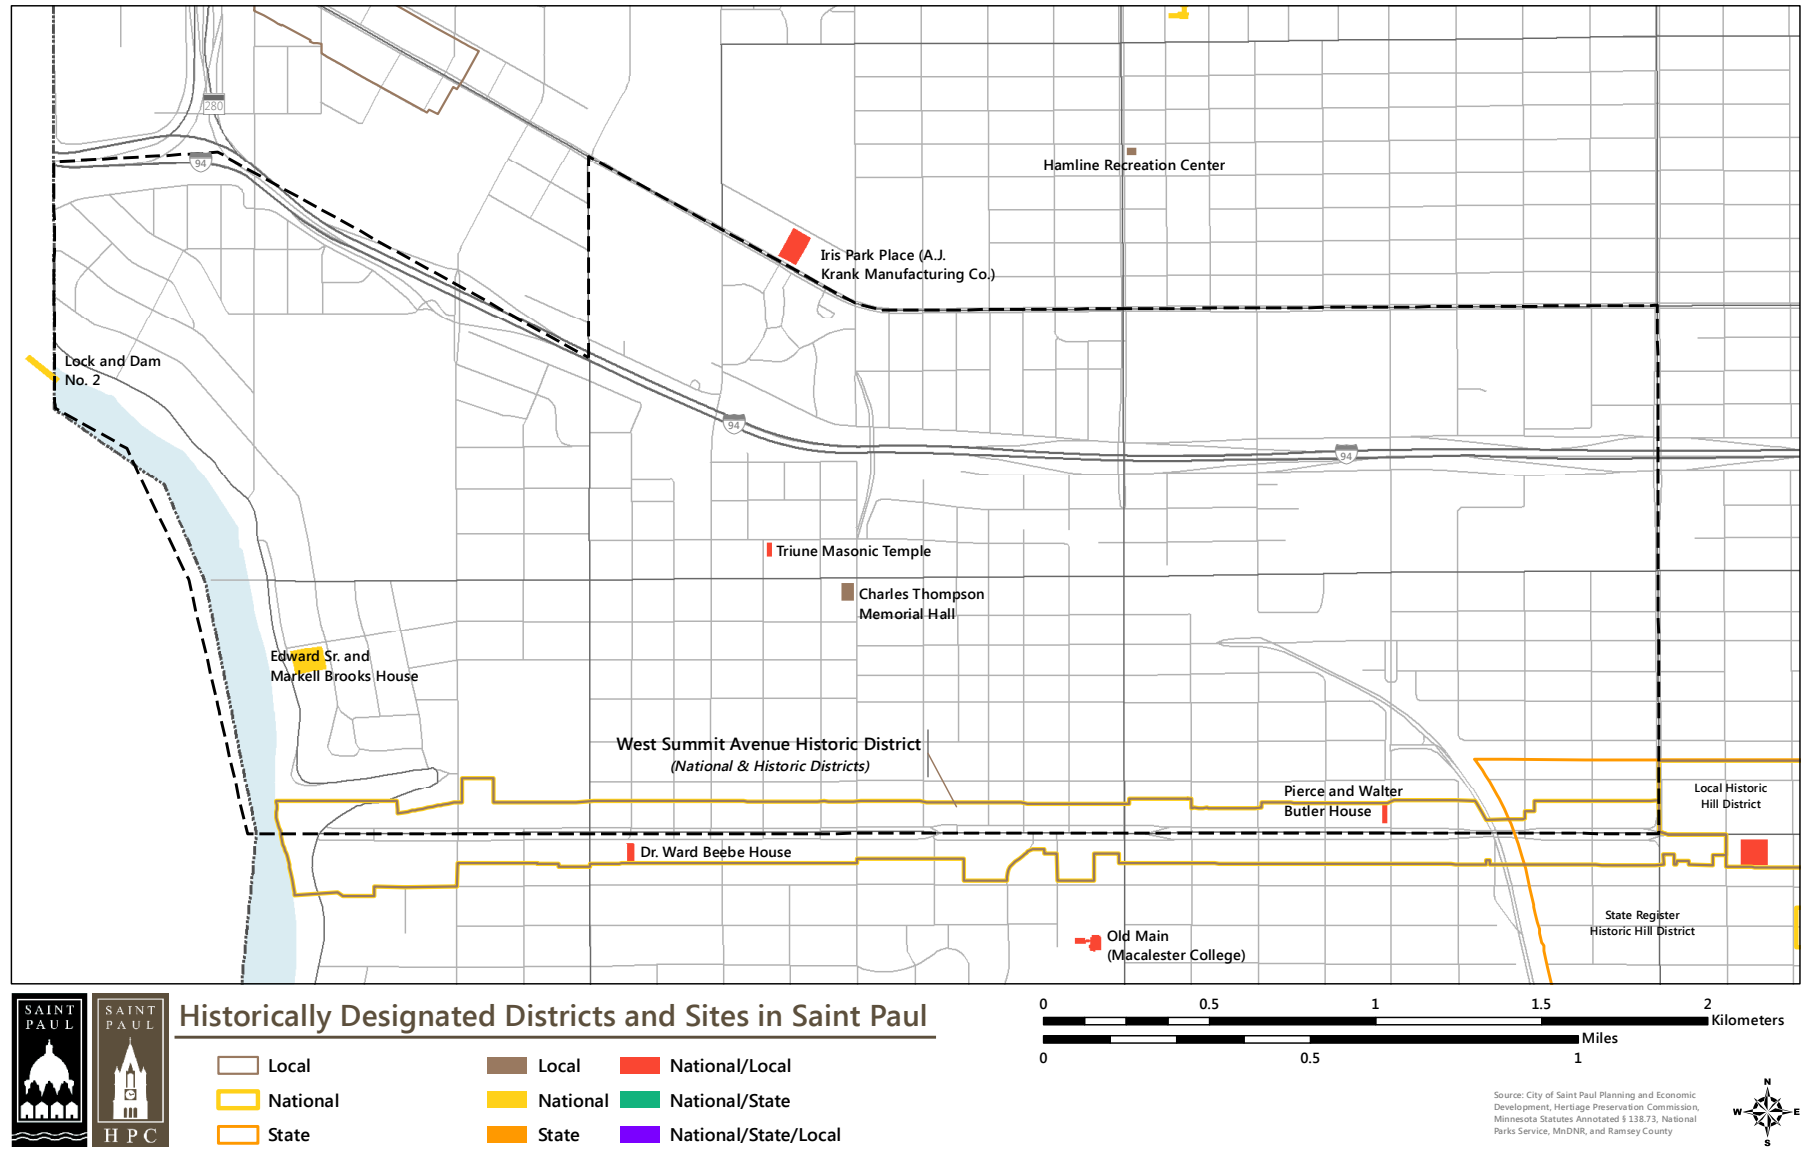 280
94
Hamline Recreation Center
Iris Park Place (A.J.
Krank Manufacturing Co.)
Lock and Dam
No. 2
94
94
Triune Masonic Temple
Charles Thompson
Memorial Hall
Edward Sr. and
Markell Brooks House
West Summit Avenue Historic District
(National & Historic Districts)
Pierce and Walter
Butler House
Local Historic
Hill District
Dr. Ward Beebe House
State Register
Historic Hill District
Old Main
(Macalester College)
SAINT
PAUL
SAINT
PAUL
HPC
Historically Designated Districts and Sites in Saint Paul
Local
National
State
Local
National
State
National/Local
National/State
National/State/Local
0 0.5 1 1.5 2
Kilometers
Miles
0 0.5 1
Source: City of Saint Paul Planning and Economic
Development, Hertiage Preservation Commission,
Minnesota Statutes Annotated § 138.73, National
Parks Service, MnDNR, and Ramsey County
N
W E
S